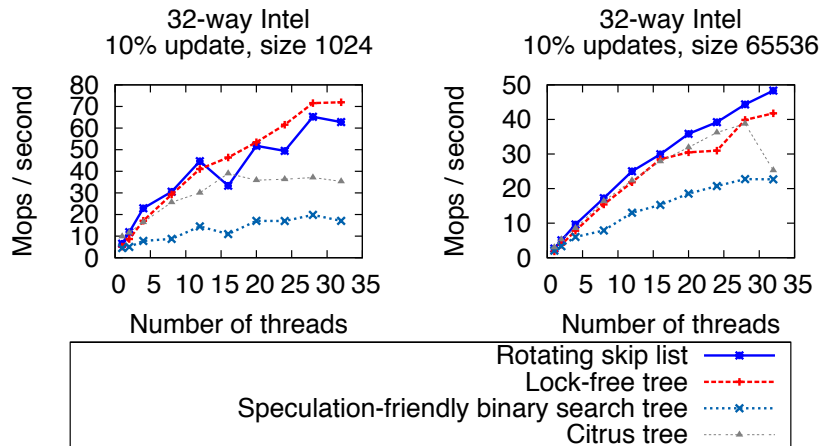 32-way Intel
10% update, size 1024
Mops / second
80
70
60
50
40
30
20
10
0
0 5 10 15 20 25 30 35
Number of threads
32-way Intel
10% updates, size 65536
Mops / second
50
40
30
20
10
0
0 5 10 15 20 25 30 35
Number of threads
Rotating skip list
Lock-free tree
Speculation-friendly binary search tree
Citrus tree